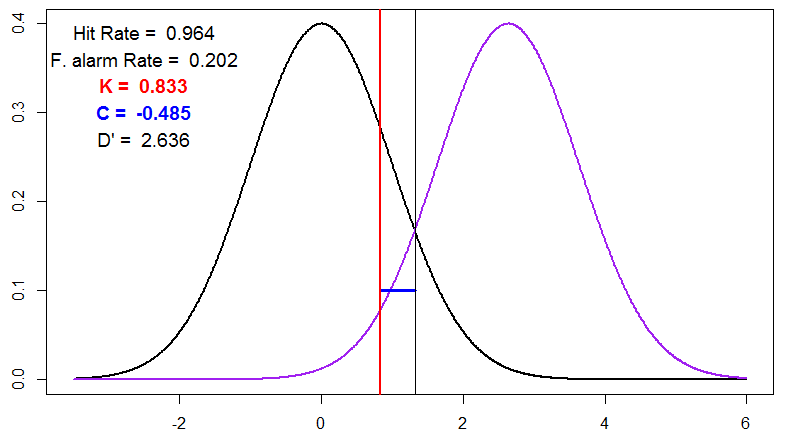 Hit Rate = 0.964
F. alarm Rate = 0.202
K = 0.833
C = -0.485
D' = 2.636
0.4
0.3
0.2
0.1
0.0
-2 0 2 4 6